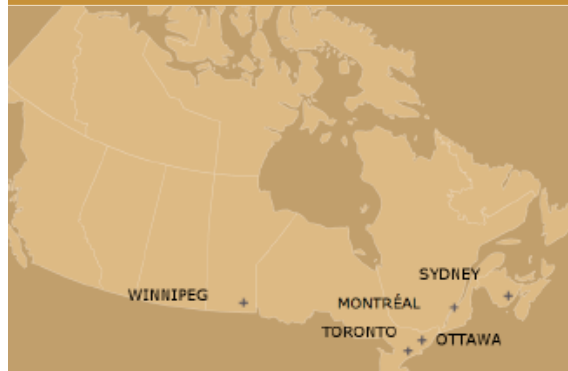 SYDNEY
WINNIPEG
MONTRÉAL
TORONTO
OTTAWA